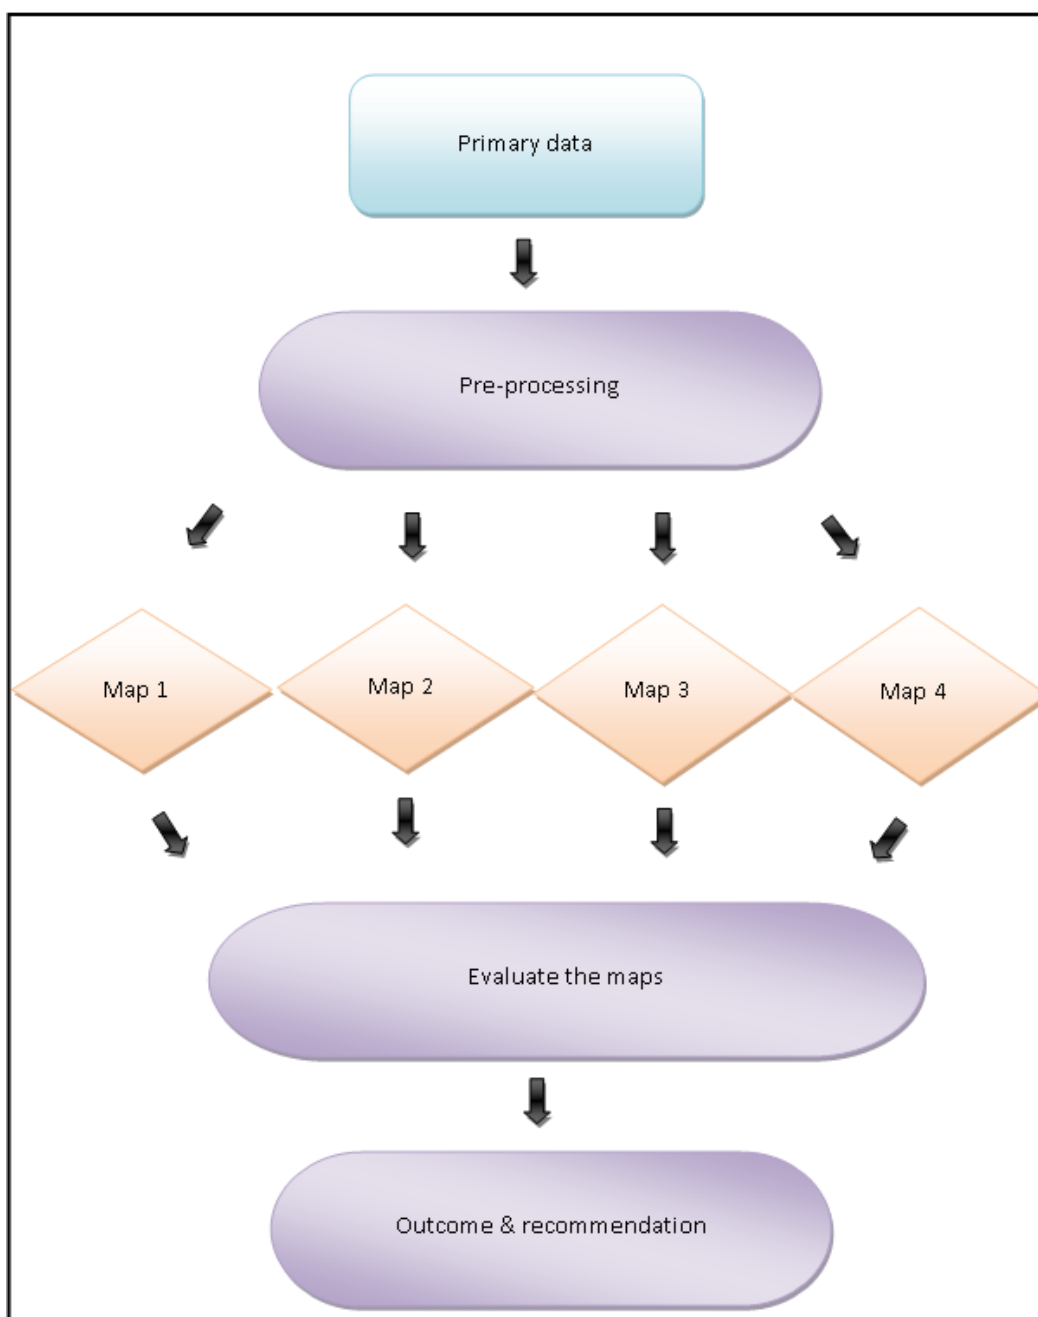 Primary data
Pre-processing
Map 1
Map 2
Map 3
Map 4
Evaluate the maps
Outcome & recommendation